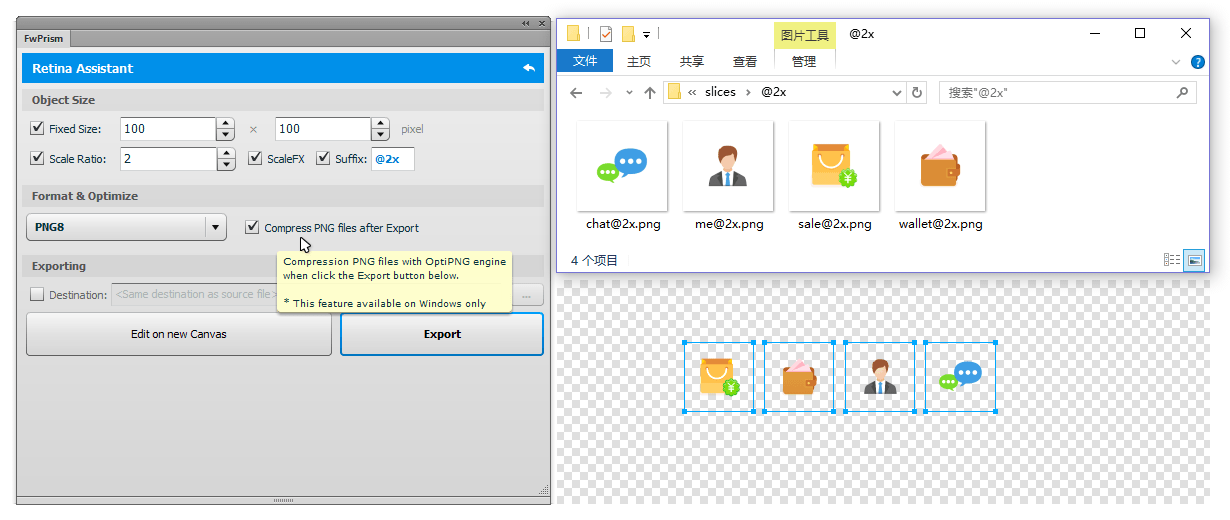 FwPrism
Retina Assistant
Object Size
Fixed Size: 100 × 100 pixel
Scale Ratio: 2 ScaleFX Suffix: @2x
Format & Optimize
PNG8 Compress PNG files after Export
Compression PNG files with OptiPNG engine
when click the Export button below.
* This feature available on Windows only
Exporting
Destination: <Same destination as source file> ...
Edit on new Canvas Export
图片工具 @2x
文件 主页 共享 查看 管理
« slices › @2x 搜索"@2x"
chat@2x.png me@2x.png sale@2x.png wallet@2x.png
4 个项目